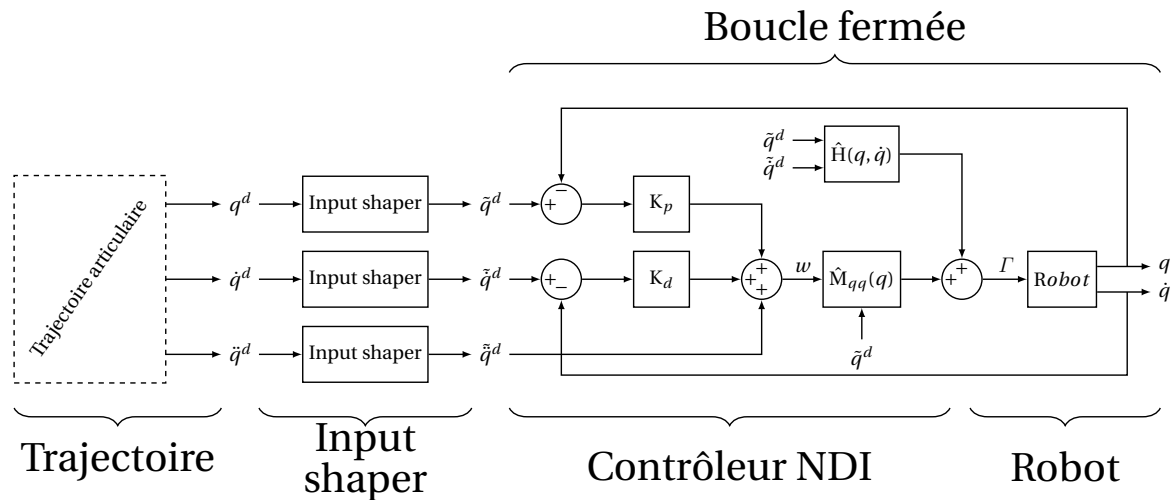 Boucle fermée
q̃^d
q̃̇^d
Ĥ(q, q̇)
Trajectoire articulaire
q^d
Input shaper
q̃^d
+
−
K_p
q̇^d
Input shaper
q̃̇^d
+
−
K_d
+
+
+
w
M̂_qq(q)
+
+
Γ
Robot
q
q̇
q̈^d
Input shaper
q̃̈^d
q̃^d
Trajectoire
Input
shaper
Contrôleur NDI
Robot